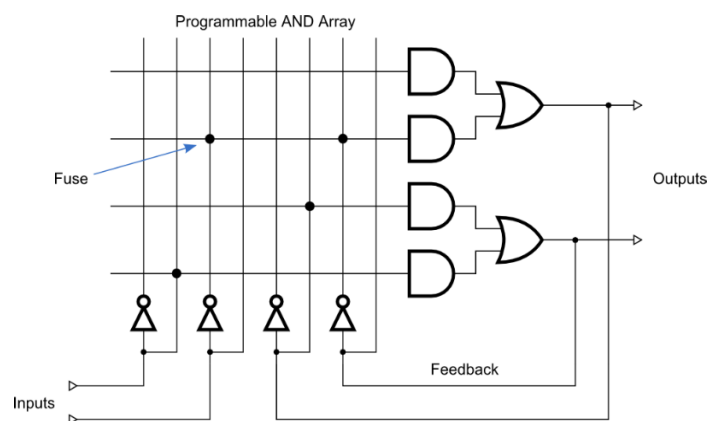 Programmable AND Array
Fuse
Outputs
Feedback
Inputs